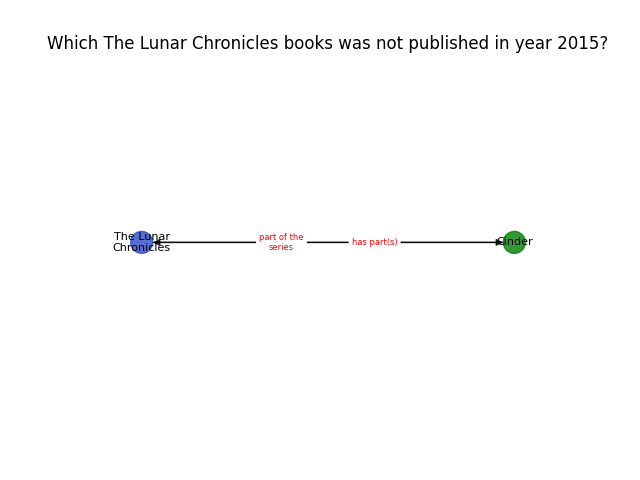 Which The Lunar Chronicles books was not published in year 2015?
The Lunar
Chronicles
part of the
series
has part(s)
Cinder